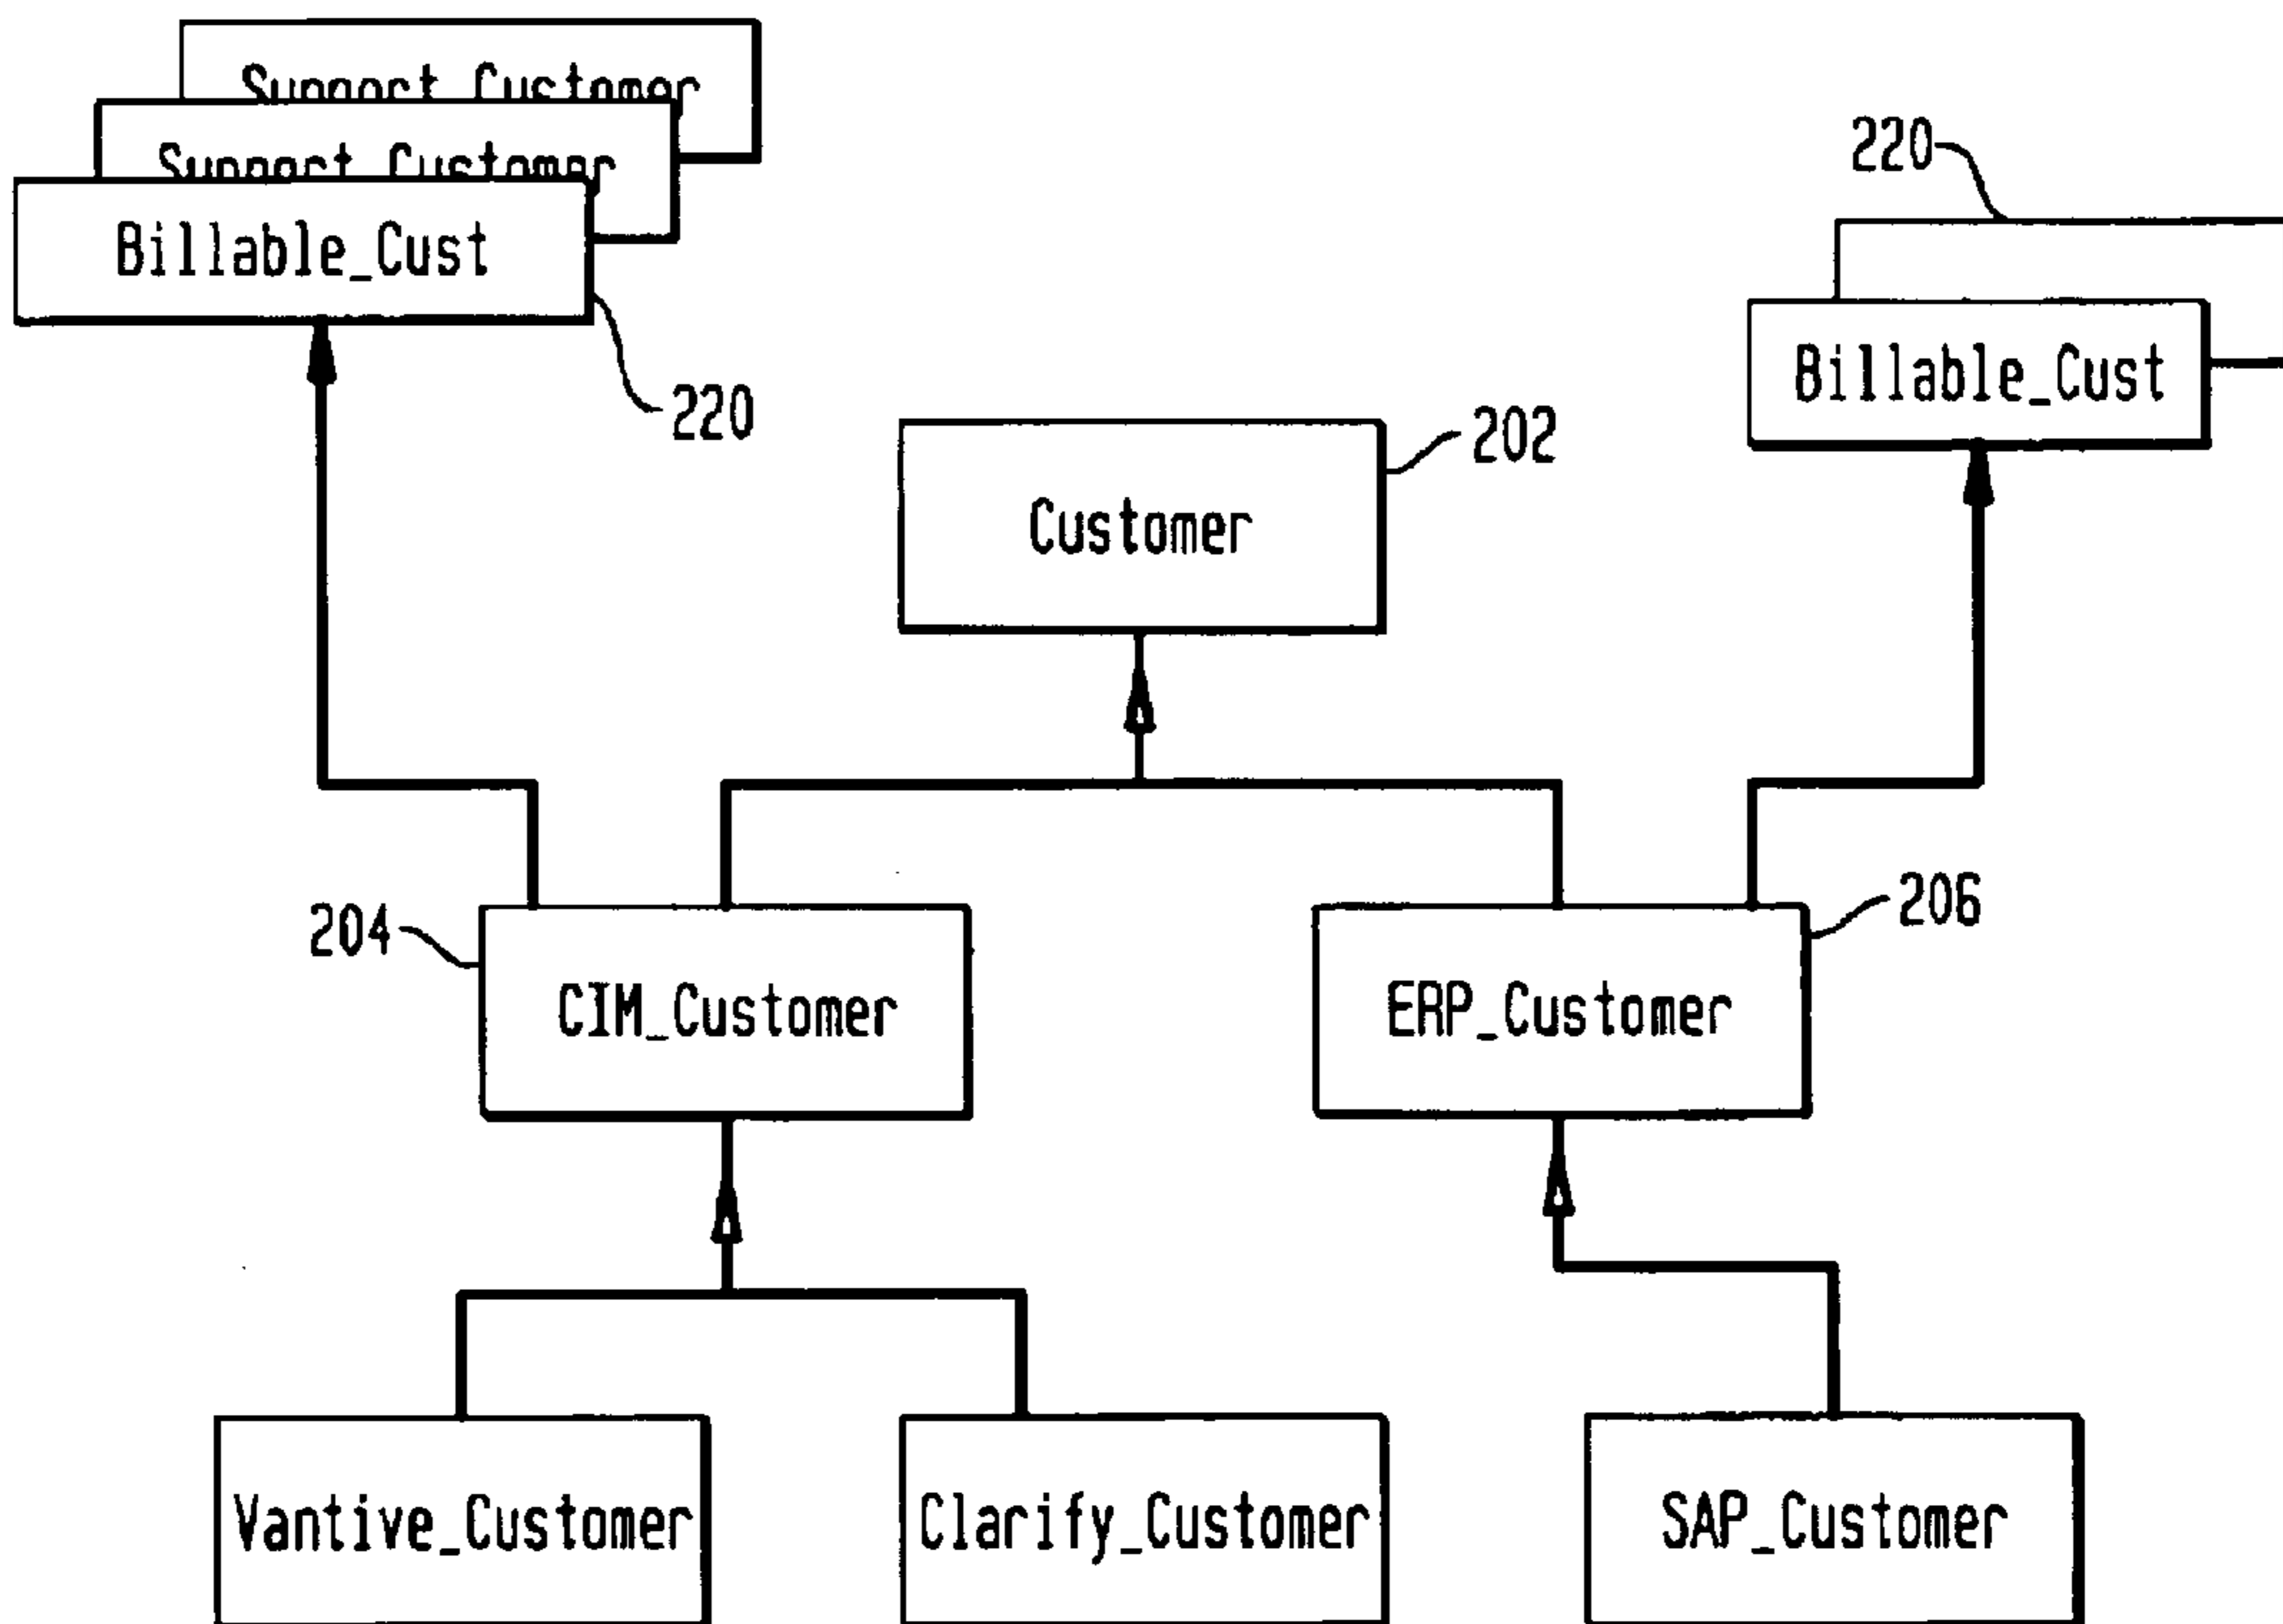 Support_Customer
Support_Customer
Billable_Cust
220
220
Billable_Cust
202
Customer
204
206
CIM_Customer
ERP_Customer
Vantive_Customer
Clarify_Customer
SAP_Customer